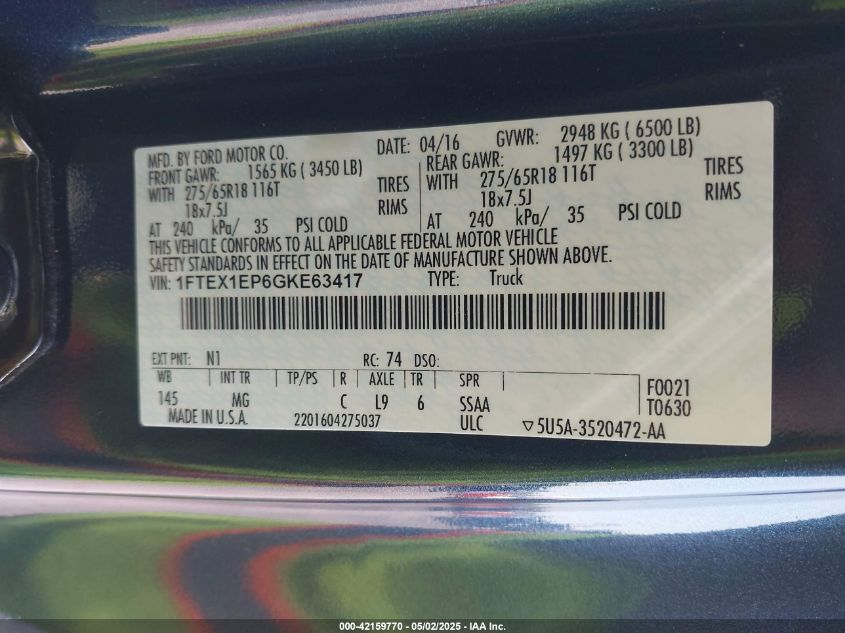 MFD. BY FORD MOTOR CO. DATE: 04/16 GVWR: 2948 KG ( 6500 LB)
FRONT GAWR: 1565 KG ( 3450 LB) REAR GAWR: 1497 KG ( 3300 LB)
WITH 275/65R18 116T TIRES WITH 275/65R18 116T TIRES
18x7.5J RIMS 18x7.5J RIMS
AT 240 kPa/ 35 PSI COLD AT 240 kPa/ 35 PSI COLD
THIS VEHICLE CONFORMS TO ALL APPLICABLE FEDERAL MOTOR VEHICLE
SAFETY STANDARDS IN EFFECT ON THE DATE OF MANUFACTURE SHOWN ABOVE.
VIN: 1FTEX1EP6GKE63417 TYPE: Truck
EXT PNT: N1 RC: 74 DSO:
WB INT TR TP/PS R AXLE TR SPR
145 MG C L9 6 SSAA
F0021
T0630
MADE IN U.S.A. 2201604275037 ULC ▽5U5A-3520472-AA
000-42159770 - 05/02/2025 - IAA Inc.